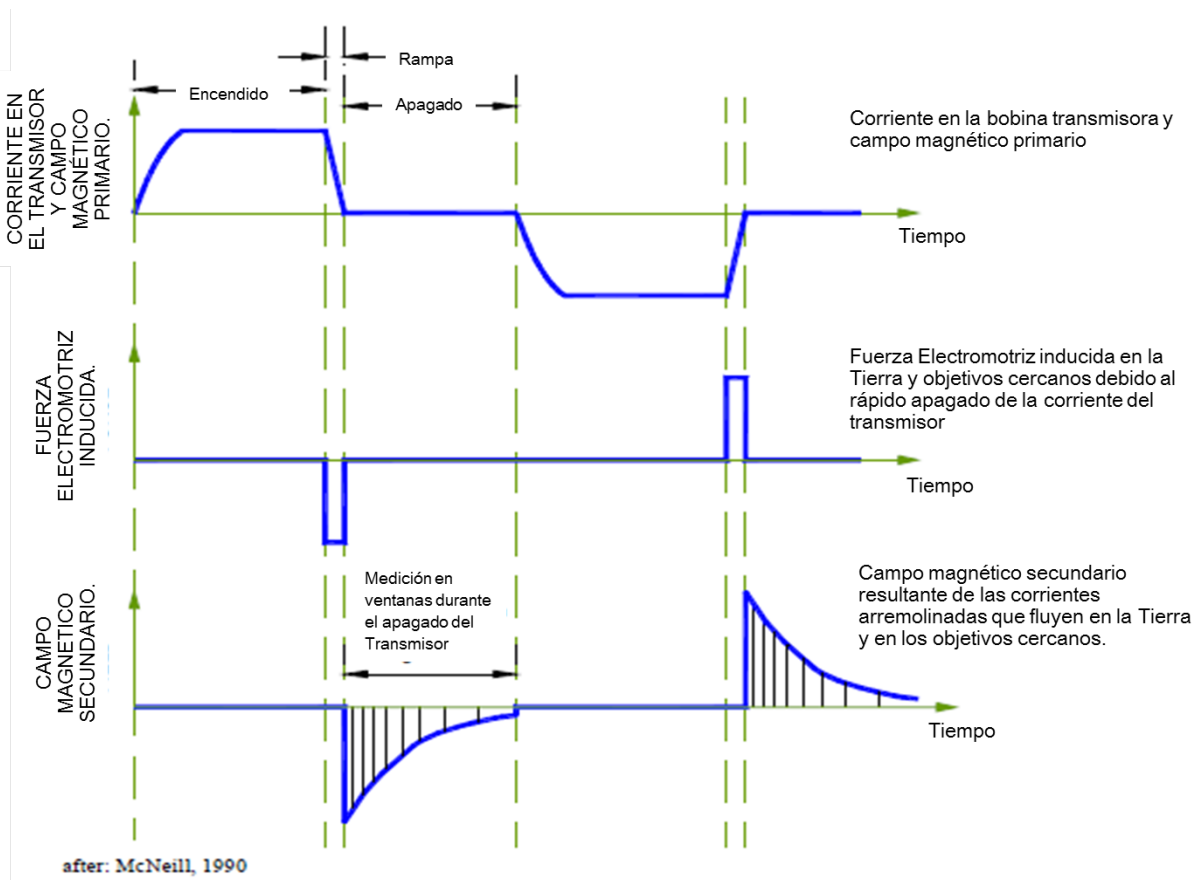 Rampa
Encendido
Apagado
CORRIENTE EN
EL TRANSMISOR
Y CAMPO
MAGNÉTICO
PRIMARIO.
Corriente en la bobina transmisora y
campo magnético primario
Tiempo
FUERZA
ELECTROMOTRIZ
INDUCIDA.
Fuerza Electromotriz inducida en la
Tierra y objetivos cercanos debido al
rápido apagado de la corriente del
transmisor
Tiempo
CAMPO
MAGNETICO
SECUNDARIO.
Medición en
ventanas durante
el apagado del
Transmisor
Campo magnético secundario
resultante de las corrientes
arremolinadas que fluyen en la Tierra
y en los objetivos cercanos.
Tiempo
after: McNeill, 1990